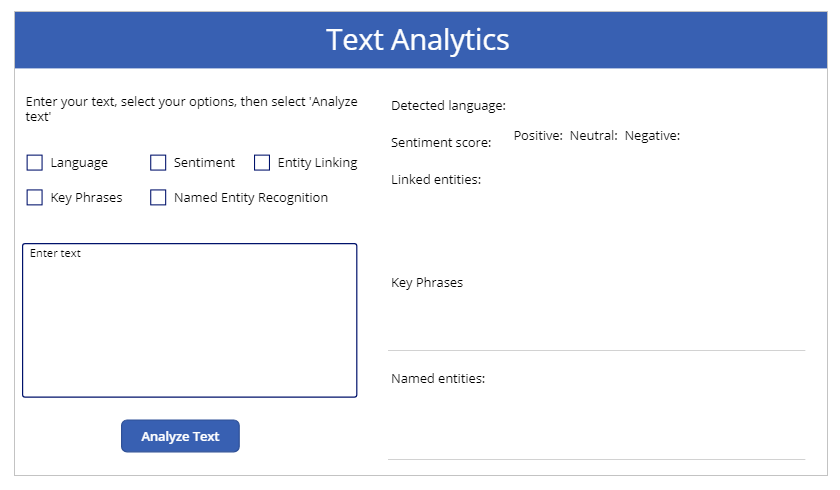 Text Analytics
Enter your text, select your options, then select 'Analyze
text'
Language
Sentiment
Entity Linking
Key Phrases
Named Entity Recognition
Enter text
Analyze Text
Detected language:
Sentiment score:
Positive: Neutral: Negative:
Linked entities:
Key Phrases
Named entities: